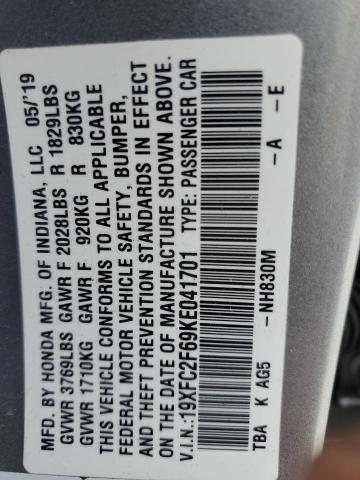 MFD. BY HONDA MFG. OF INDIANA, LLC 05/'19
GVWR 3769LBS GAWR F 2028LBS R 1829LBS
GVWR 1710KG GAWR F 920KG R 830KG
THIS VEHICLE CONFORMS TO ALL APPLICABLE
FEDERAL MOTOR VEHICLE SAFETY, BUMPER,
AND THEFT PREVENTION STANDARDS IN EFFECT
ON THE DATE OF MANUFACTURE SHOWN ABOVE.
V.I.N.:19XFC2F69KE041701 TYPE: PASSENGER CAR
-A -E
TBA K AG5 -NH830M